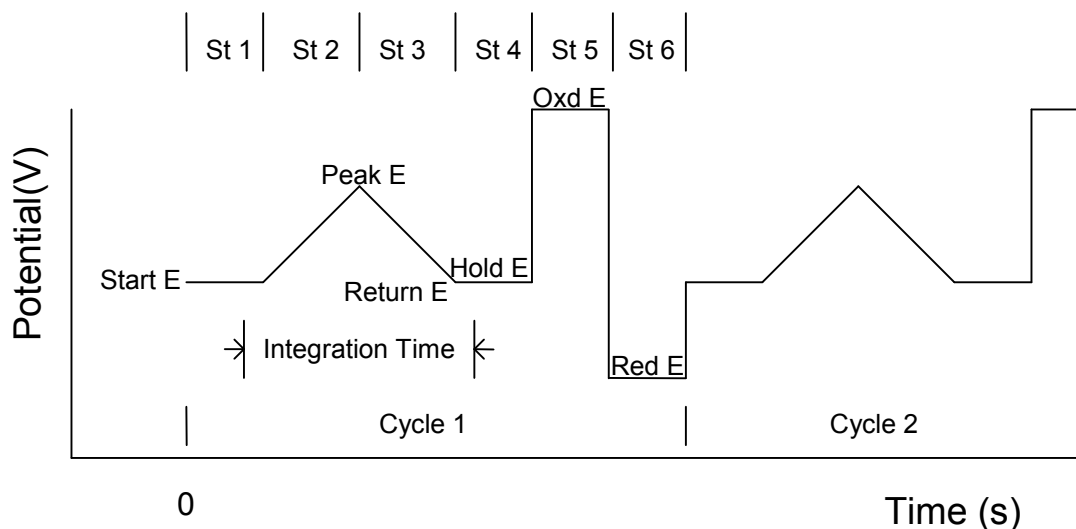 St 1 St 2 St 3 St 4 St 5 St 6
Oxd E
Peak E
Hold E
Start E
Return E
Integration Time
Red E
Cycle 1 Cycle 2
0
Time (s)
Potential(V)